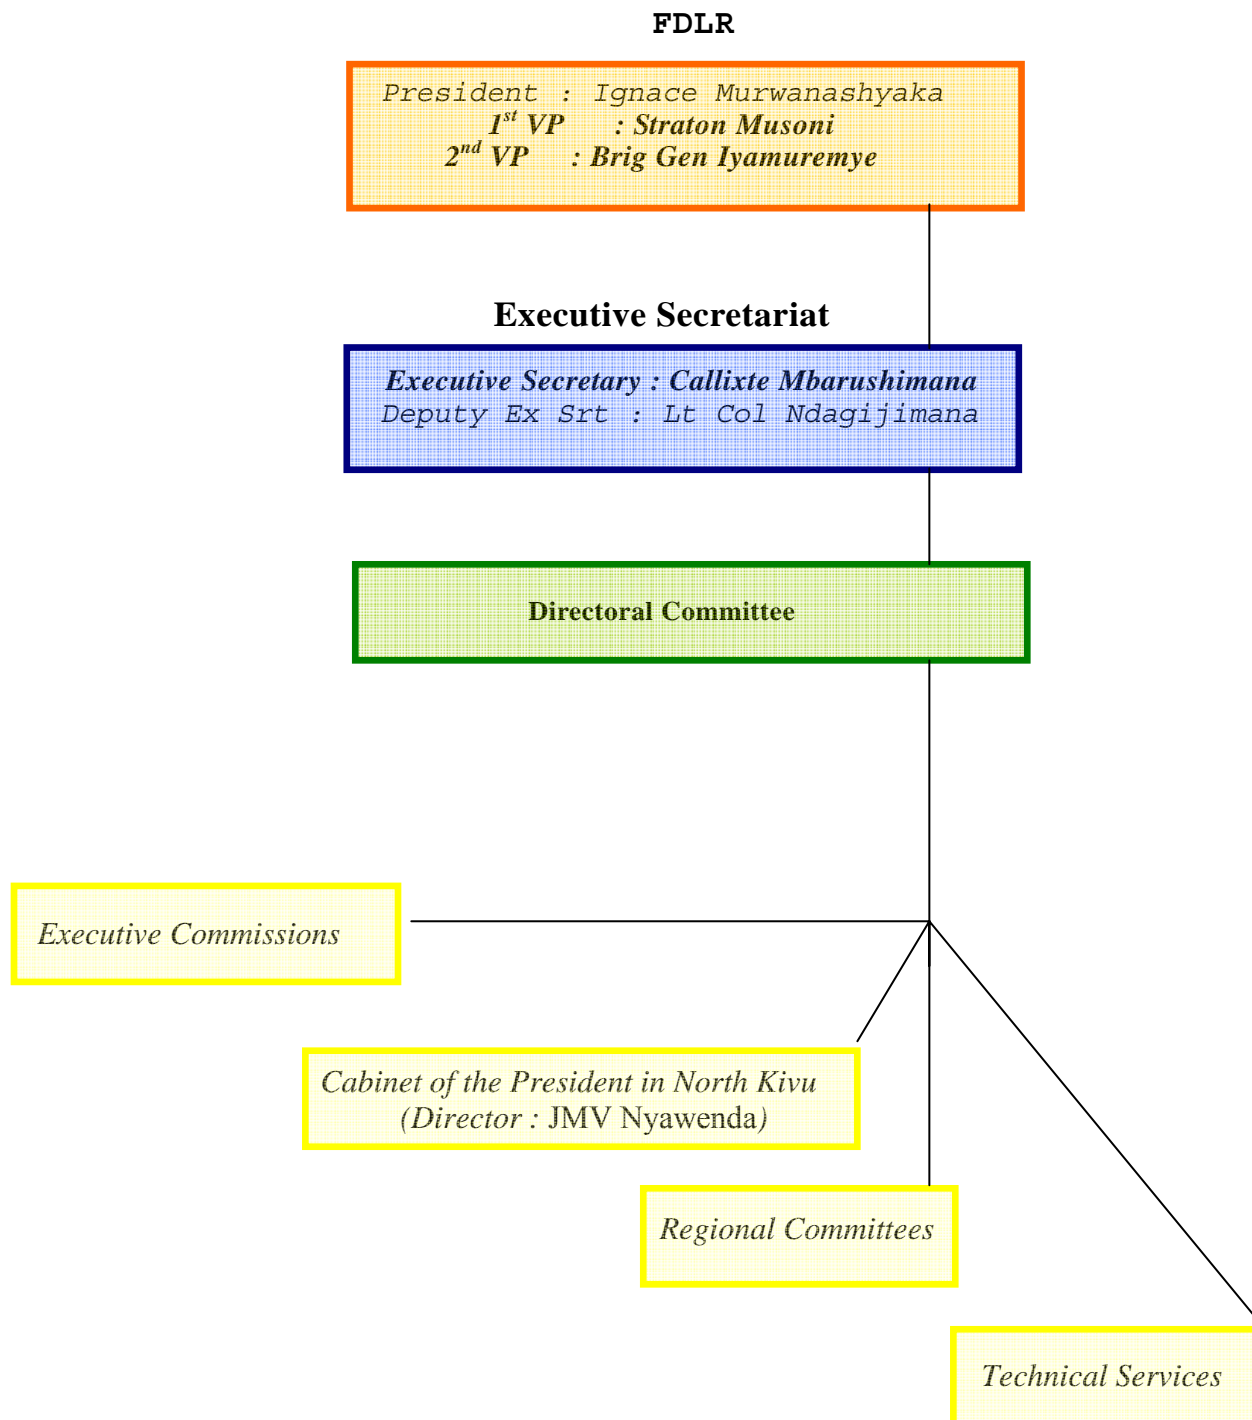 FDLR
President : Ignace Murwanashyaka
1st VP : Straton Musoni
2nd VP : Brig Gen Iyamuremye
Executive Secretariat
Executive Secretary : Callixte Mbarushimana
Deputy Ex Srt : Lt Col Ndagijimana
Directoral Committee
Executive Commissions
Cabinet of the President in North Kivu
(Director : JMV Nyawenda)
Regional Committees
Technical Services